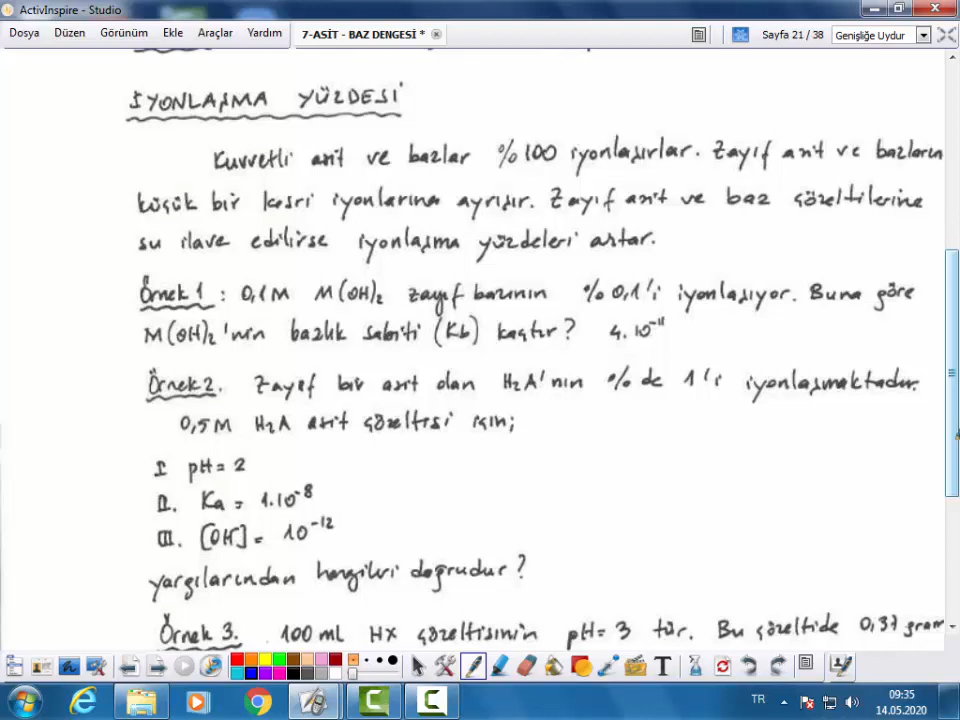 ActivInspire - Studio
Dosya Düzen Görünüm Ekle Araçlar Yardım 7-ASİT - BAZ DENGESİ * Sayfa 21 / 38 Genişliğe Uydur
İYONLAŞMA YÜZDESİ
Kuvvetli asit ve bazlar %100 iyonlaşırlar. Zayıf asit ve bazların
küçük bir kesri iyonlarına ayrışır. Zayıf asit ve baz çözeltilerine
su ilave edilirse iyonlaşma yüzdeleri artar.
Örnek 1 : 0,1M M(OH)₂ zayıf bazının %0,1'i iyonlaşıyor. Buna göre
M(OH)₂'nin bazlık sabiti (Kb) kaçtır? 4.10⁻¹¹
Örnek 2. Zayıf bir asit olan H₂A'nın % de 1'i iyonlaşmaktadır.
0,5M H₂A asit çözeltisi için;
I pH = 2
II. Ka = 1.10⁻⁸
III. [OH⁻] = 10⁻¹²
yargılarından hangileri doğrudur?
Örnek 3. 100 ml HX çözeltisinin pH = 3 tür. Bu çözeltide 0,37 gram
TR 09:35
14.05.2020